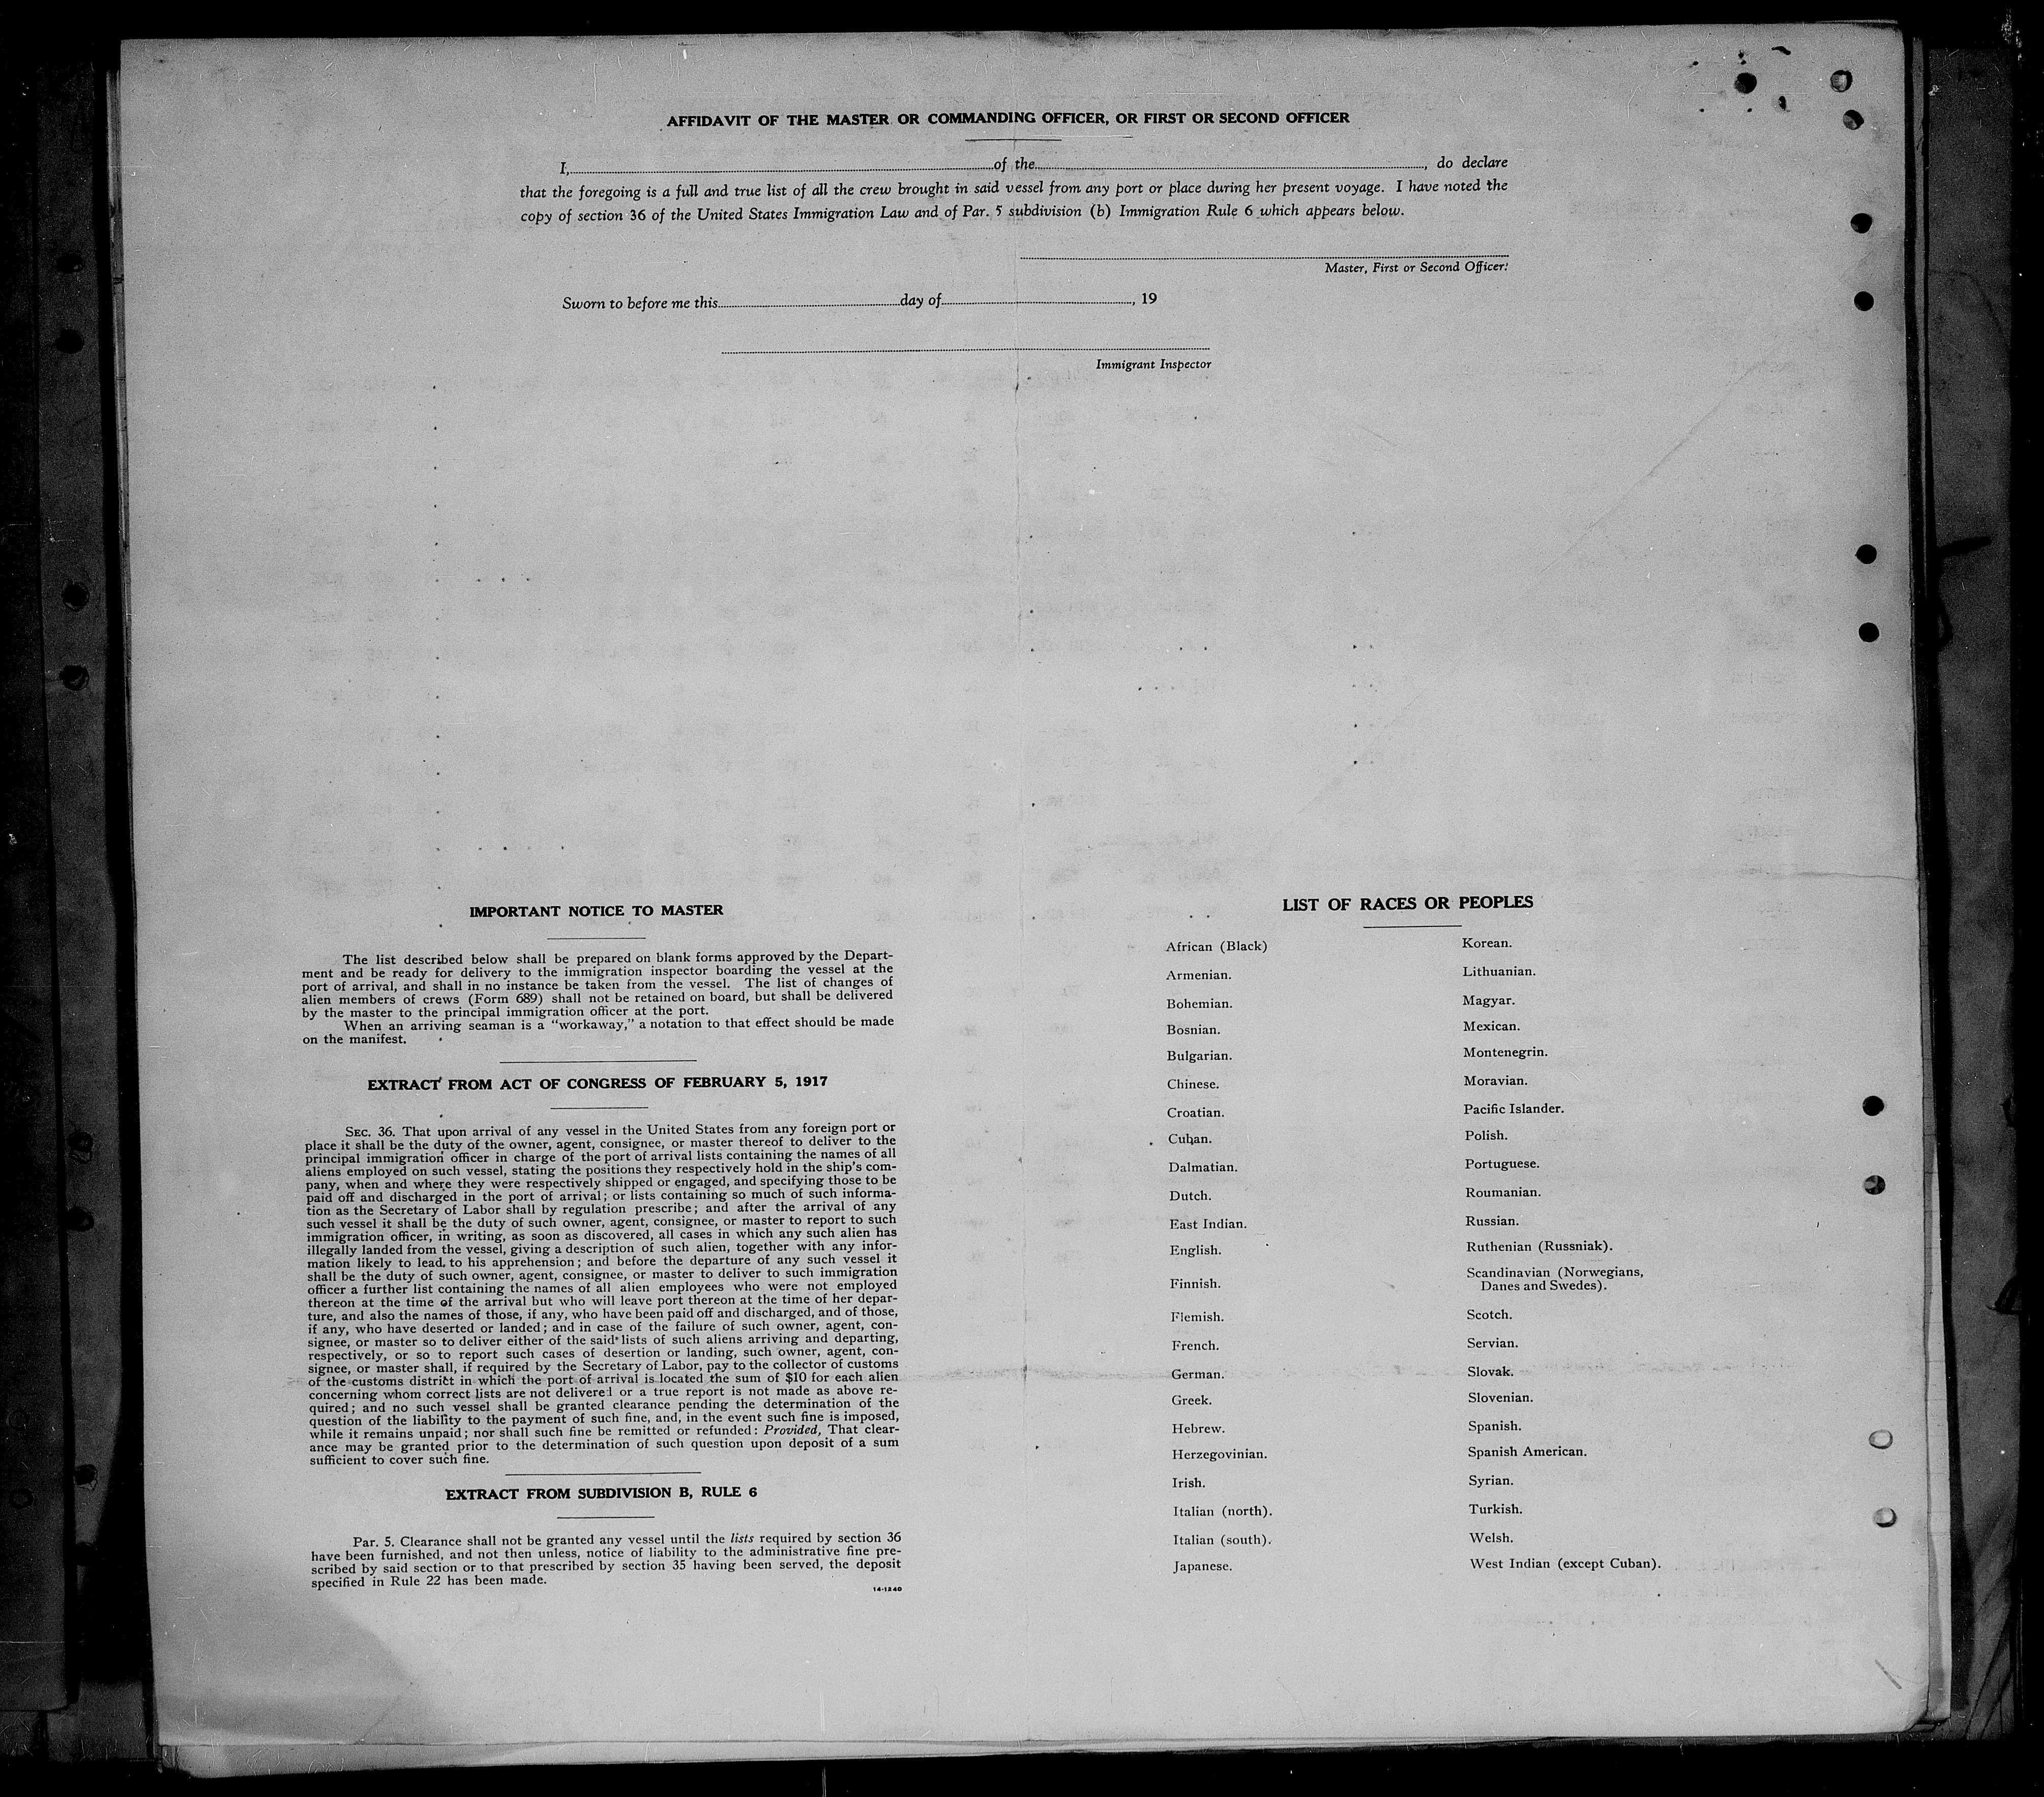 AFFIDAVIT OF THE MASTER OR COMMANDING OFFICER, OR FIRST OR SECOND OFFICER
I, of the , do declare
that the foregoing is a full and true list of all the crew brought in said vessel from any port or place during her present voyage. I have noted the
copy of section 36 of the United States Immigration Law and of Par. 5 subdivision (b) Immigration Rule 6 which appears below.
Master, First or Second Officer.
Sworn to before me this day of , 19
Immigrant Inspector
IMPORTANT NOTICE TO MASTER
The list described below shall be prepared on blank forms approved by the Depart-
ment and be ready for delivery to the immigration inspector boarding the vessel at the
port of arrival, and shall in no instance be taken from the vessel. The list of changes of
alien members of crews (Form 689) shall not be retained on board, but shall be delivered
by the master to the principal immigration officer at the port.
When an arriving seaman is a "workaway," a notation to that effect should be made
on the manifest.
EXTRACT FROM ACT OF CONGRESS OF FEBRUARY 5, 1917
SEC. 36. That upon arrival of any vessel in the United States from any foreign port or
place it shall be the duty of the owner, agent, consignee, or master thereof to deliver to the
principal immigration officer in charge of the port of arrival lists containing the names of all
aliens employed on such vessel, stating the positions they respectively hold in the ship's com-
pany, when and where they were respectively shipped or engaged, and specifying those to be
paid off and discharged in the port of arrival; or lists containing so much of such informa-
tion as the Secretary of Labor shall by regulation prescribe; and after the arrival of any
such vessel it shall be the duty of such owner, agent, consignee, or master to report to such
immigration officer, in writing, as soon as discovered, all cases in which any such alien has
illegally landed from the vessel, giving a description of such alien, together with any infor-
mation likely to lead to his apprehension; and before the departure of any such vessel it
shall be the duty of such owner, agent, consignee, or master to deliver to such immigration
officer a further list containing the names of all alien employees who were not employed
thereon at the time of the arrival but who will leave port thereon at the time of her depar-
ture, and also the names of those, if any, who have been paid off and discharged, and of those,
if any, who have deserted or landed; and in case of the failure of such owner, agent, con-
signee, or master so to deliver either of the said lists of such aliens arriving and departing,
respectively, or so to report such cases of desertion or landing, such owner, agent, con-
signee, or master shall, if required by the Secretary of Labor, pay to the collector of customs
of the customs district in which the port of arrival is located the sum of $10 for each alien
concerning whom correct lists are not delivered or a true report is not made as above re-
quired; and no such vessel shall be granted clearance pending the determination of the
question of the liability to the payment of such fine, and, in the event such fine is imposed,
while it remains unpaid; nor shall such fine be remitted or refunded: Provided, That clear-
ance may be granted prior to the determination of such question upon deposit of a sum
sufficient to cover such fine.
EXTRACT FROM SUBDIVISION B, RULE 6
Par. 5. Clearance shall not be granted any vessel until the lists required by section 36
have been furnished, and not then unless, notice of liability to the administrative fine pre-
scribed by said section or to that prescribed by section 35 having been served, the deposit
specified in Rule 22 has been made.
14-1240
LIST OF RACES OR PEOPLES
African (Black)
Armenian.
Bohemian.
Bosnian.
Bulgarian.
Chinese.
Croatian.
Cuban.
Dalmatian.
Dutch.
East Indian.
English.
Finnish.
Flemish.
French.
German.
Greek.
Hebrew.
Herzegovinian.
Irish.
Italian (north).
Italian (south).
Japanese.
Korean.
Lithuanian.
Magyar.
Mexican.
Montenegrin.
Moravian.
Pacific Islander.
Polish.
Portuguese.
Roumanian.
Russian.
Ruthenian (Russniak).
Scandinavian (Norwegians,
Danes and Swedes).
Scotch.
Servian.
Slovak.
Slovenian.
Spanish.
Spanish American.
Syrian.
Turkish.
Welsh.
West Indian (except Cuban).